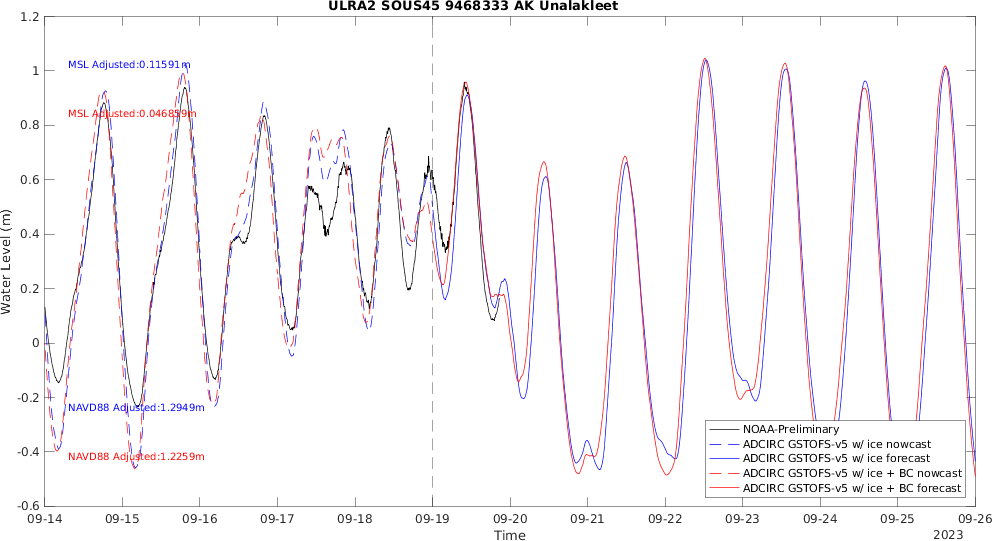 ULRA2 SOUS45 9468333 AK Unalakleet
1.2
1
0.8
0.6
0.4
0.2
0
-0.2
-0.4
-0.6
Water Level (m)
MSL Adjusted:0.11591m
MSL Adjusted:0.046859m
NAVD88 Adjusted:1.2949m
NAVD88 Adjusted:1.2259m
NOAA-Preliminary
ADCIRC GSTOFS-v5 w/ ice nowcast
ADCIRC GSTOFS-v5 w/ ice forecast
ADCIRC GSTOFS-v5 w/ ice + BC nowcast
ADCIRC GSTOFS-v5 w/ ice + BC forecast
09-14 09-15 09-16 09-17 09-18 09-19 09-20 09-21 09-22 09-23 09-24 09-25 09-26
Time
2023